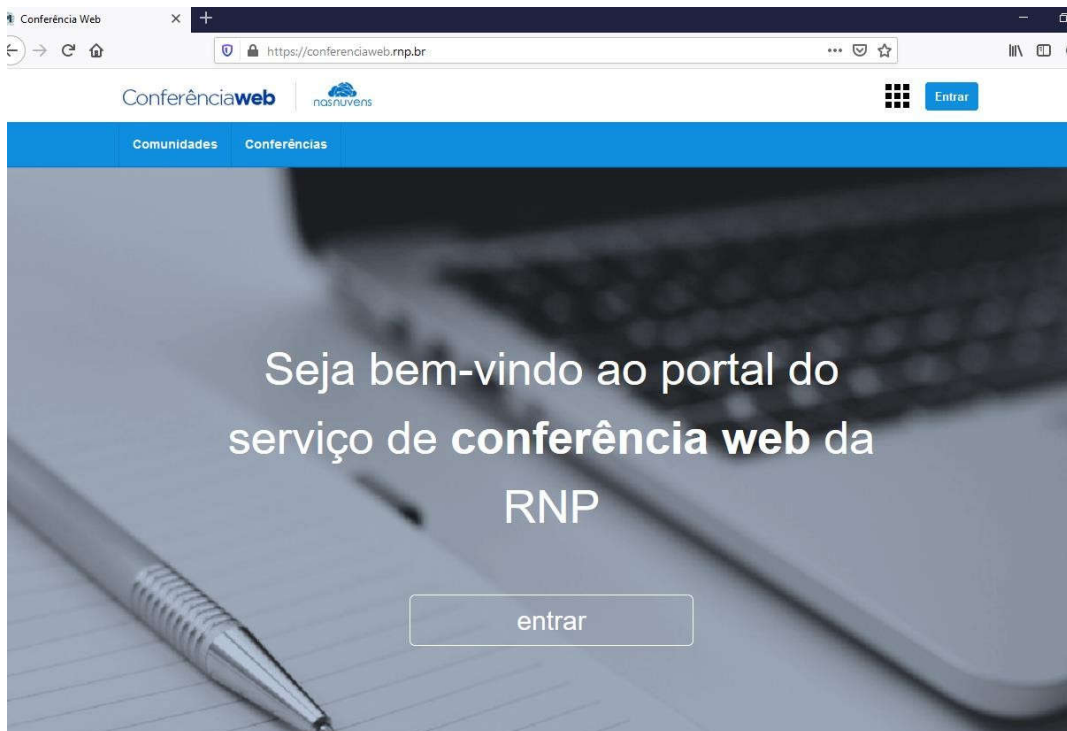 Conferência Web
https://conferenciaweb.rnp.br
Conferênciaweb
nasnuvens
Entrar
Comunidades
Conferências
Seja bem-vindo ao portal do
serviço de conferência web da
RNP
entrar